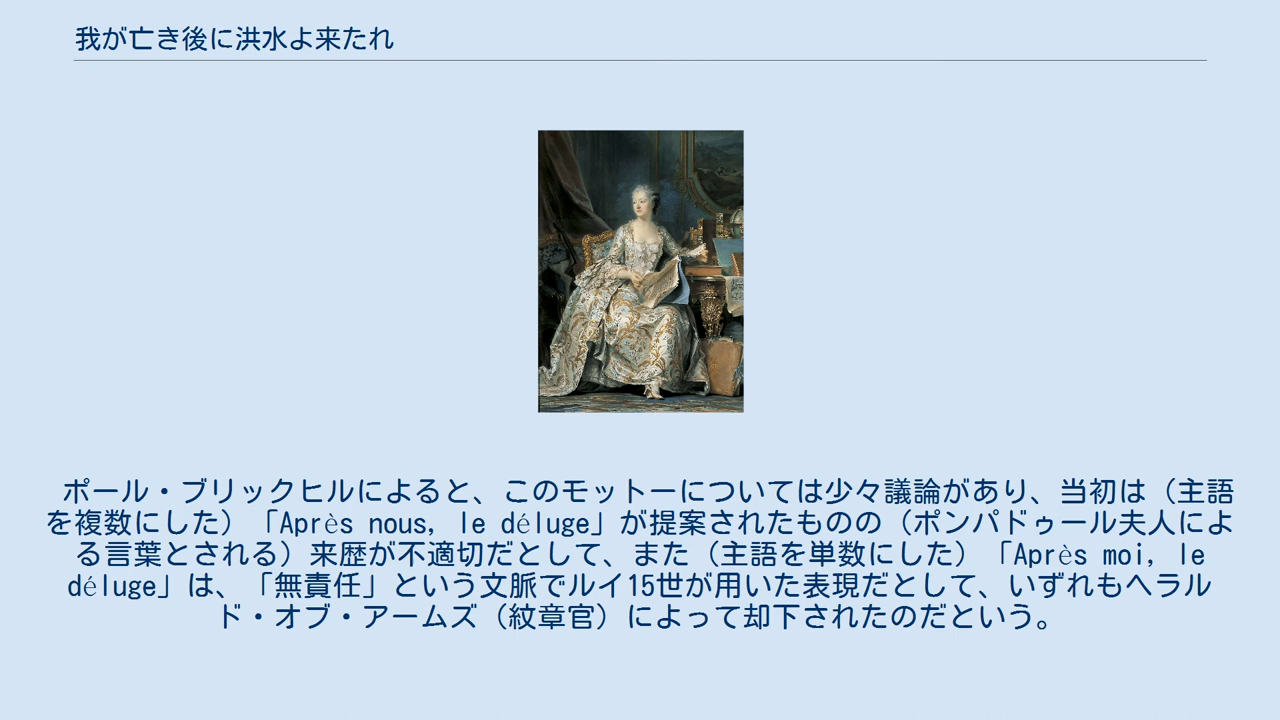 我が亡き後に洪水よ来たれ
ポール・ブリックヒルによると、このモットーについては少々議論があり、当初は（主語
を複数にした）「Après nous, le déluge」が提案されたものの（ポンパドゥール夫人によ
る言葉とされる）来歴が不適切だとして、また（主語を単数にした）「Après moi, le
déluge」は、「無責任」という文脈でルイ15世が用いた表現だとして、いずれもヘラル
ド・オブ・アームズ（紋章官）によって却下されたのだという。